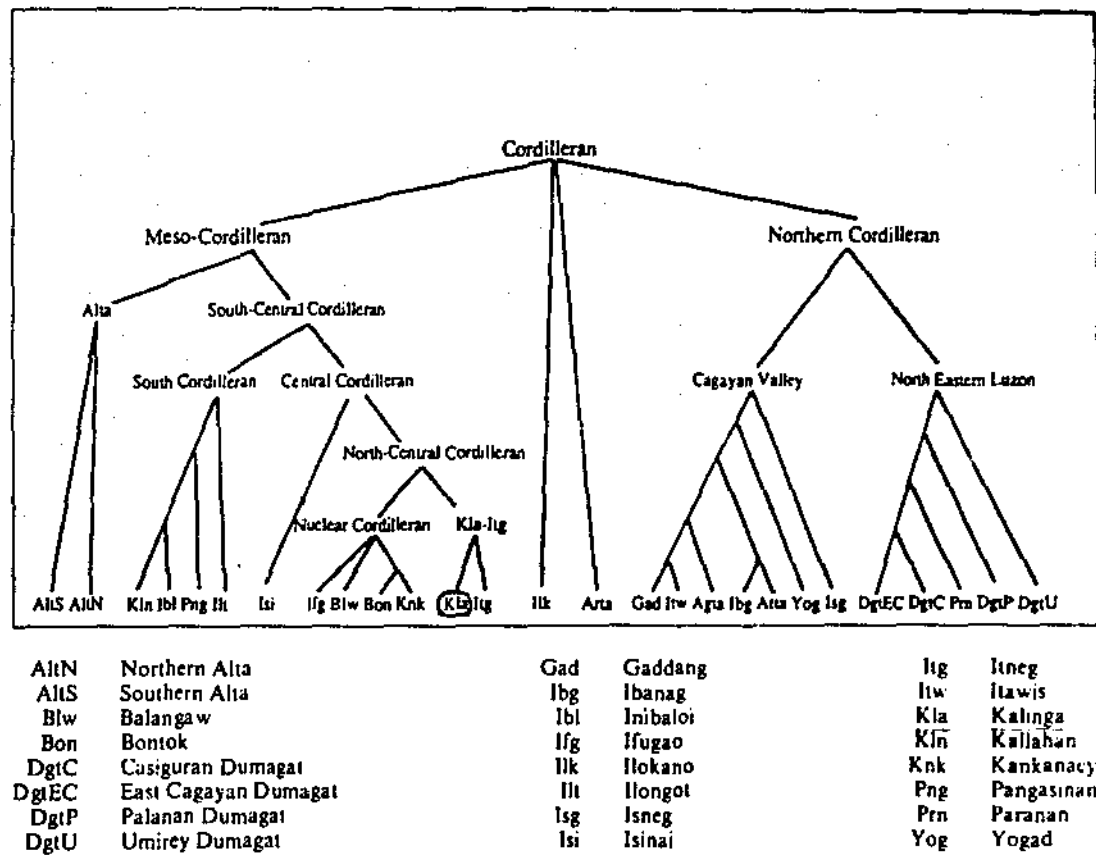 Cordilleran
Meso-Cordilleran Northern Cordilleran
Alta South-Central Cordilleran
South Cordilleran Central Cordilleran Cagayan Valley North Eastern Luzon
North-Central Cordilleran
Nuclear Cordilleran Kla-Itg
AltS AltN Kln Ibl Png Ilt Isi Ifg Blw Bon Knk Kla Itg Ilk Arta Gad Itw Agta Ibg Atta Yog Isg DgtEC DgtC Prn DgtP DgtU
AltN Northern Alta Gad Gaddang Itg Itneg
AltS Southern Alta Ibg Ibanag Itw Itawis
Blw Balangaw Ibl Inibaloi Kla Kalinga
Bon Bontok Ifg Ifugao Kln Kallahan
DgtC Casiguran Dumagat Ilk Ilokano Knk Kankanaey
DgtEC East Cagayan Dumagat Ilt Ilongot Png Pangasinan
DgtP Palanan Dumagat Isg Isneg Prn Paranan
DgtU Umirey Dumagat Isi Isinai Yog Yogad